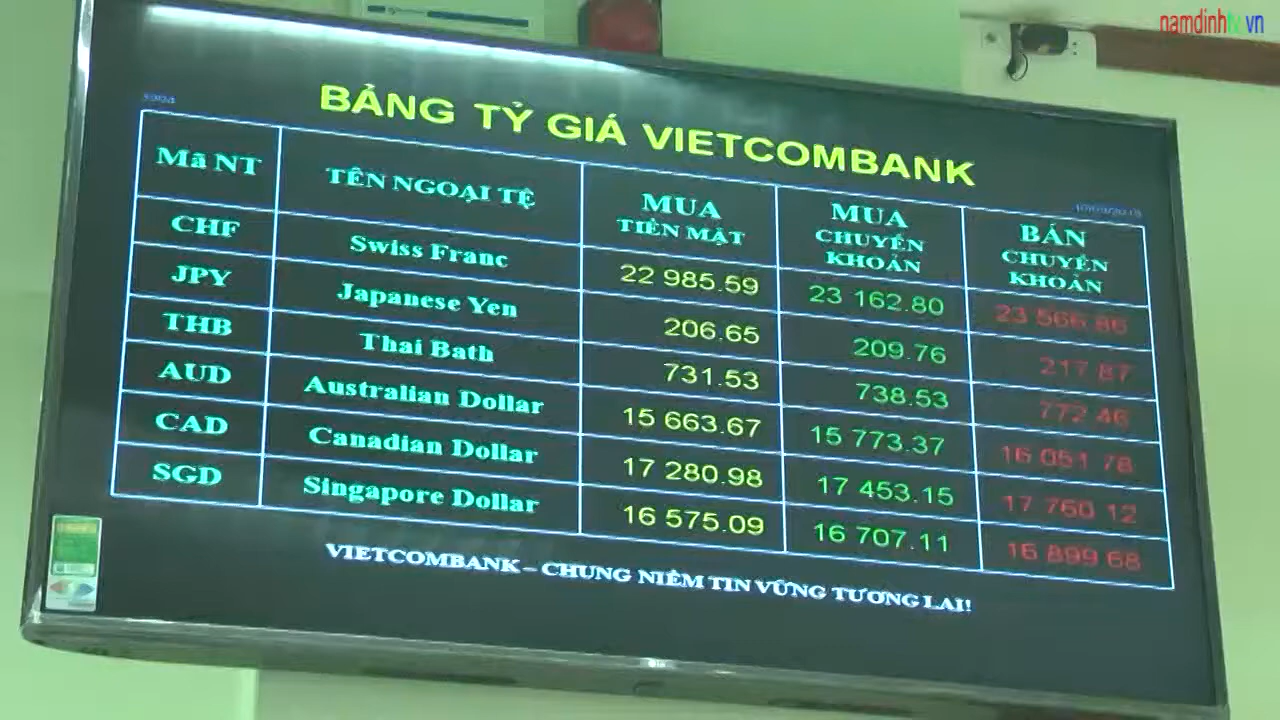 namdinhtv.vn
BẢNG TỶ GIÁ VIETCOMBANK
Mã NT TÊN NGOẠI TỆ MUA TIỀN MẶT MUA CHUYỂN KHOẢN BÁN CHUYỂN KHOẢN
CHF Swiss Franc 22 985.59 23 162.80 23 566.86
JPY Japanese Yen 206.65 209.76 217.87
THB Thai Bath 731.53 738.53 772.46
AUD Australian Dollar 15 663.67 15 773.37 16 051.78
CAD Canadian Dollar 17 280.98 17 453.15 17 760.12
SGD Singapore Dollar 16 575.09 16 707.11 16 899.68
VIETCOMBANK – CHUNG NIỀM TIN VỮNG TƯƠNG LAI!